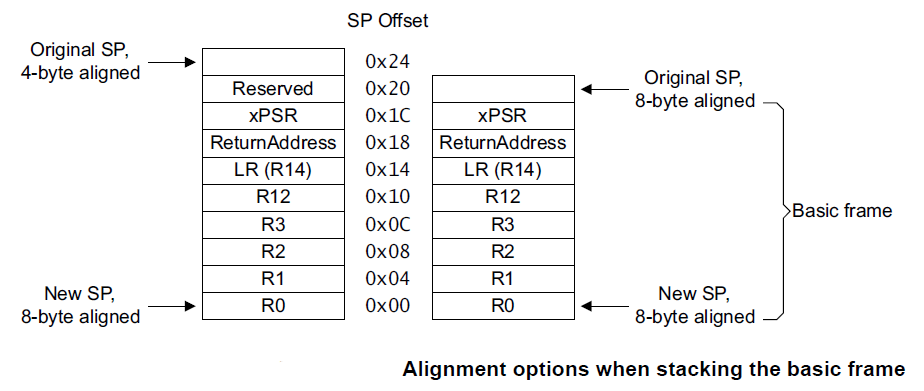 SP Offset
Original SP,
4-byte aligned
0x24
Reserved
0x20
Original SP,
8-byte aligned
xPSR
0x1C
xPSR
ReturnAddress
0x18
ReturnAddress
LR (R14)
0x14
LR (R14)
R12
0x10
R12
Basic frame
R3
0x0C
R3
R2
0x08
R2
R1
0x04
R1
New SP,
8-byte aligned
R0
0x00
R0
New SP,
8-byte aligned
Alignment options when stacking the basic frame